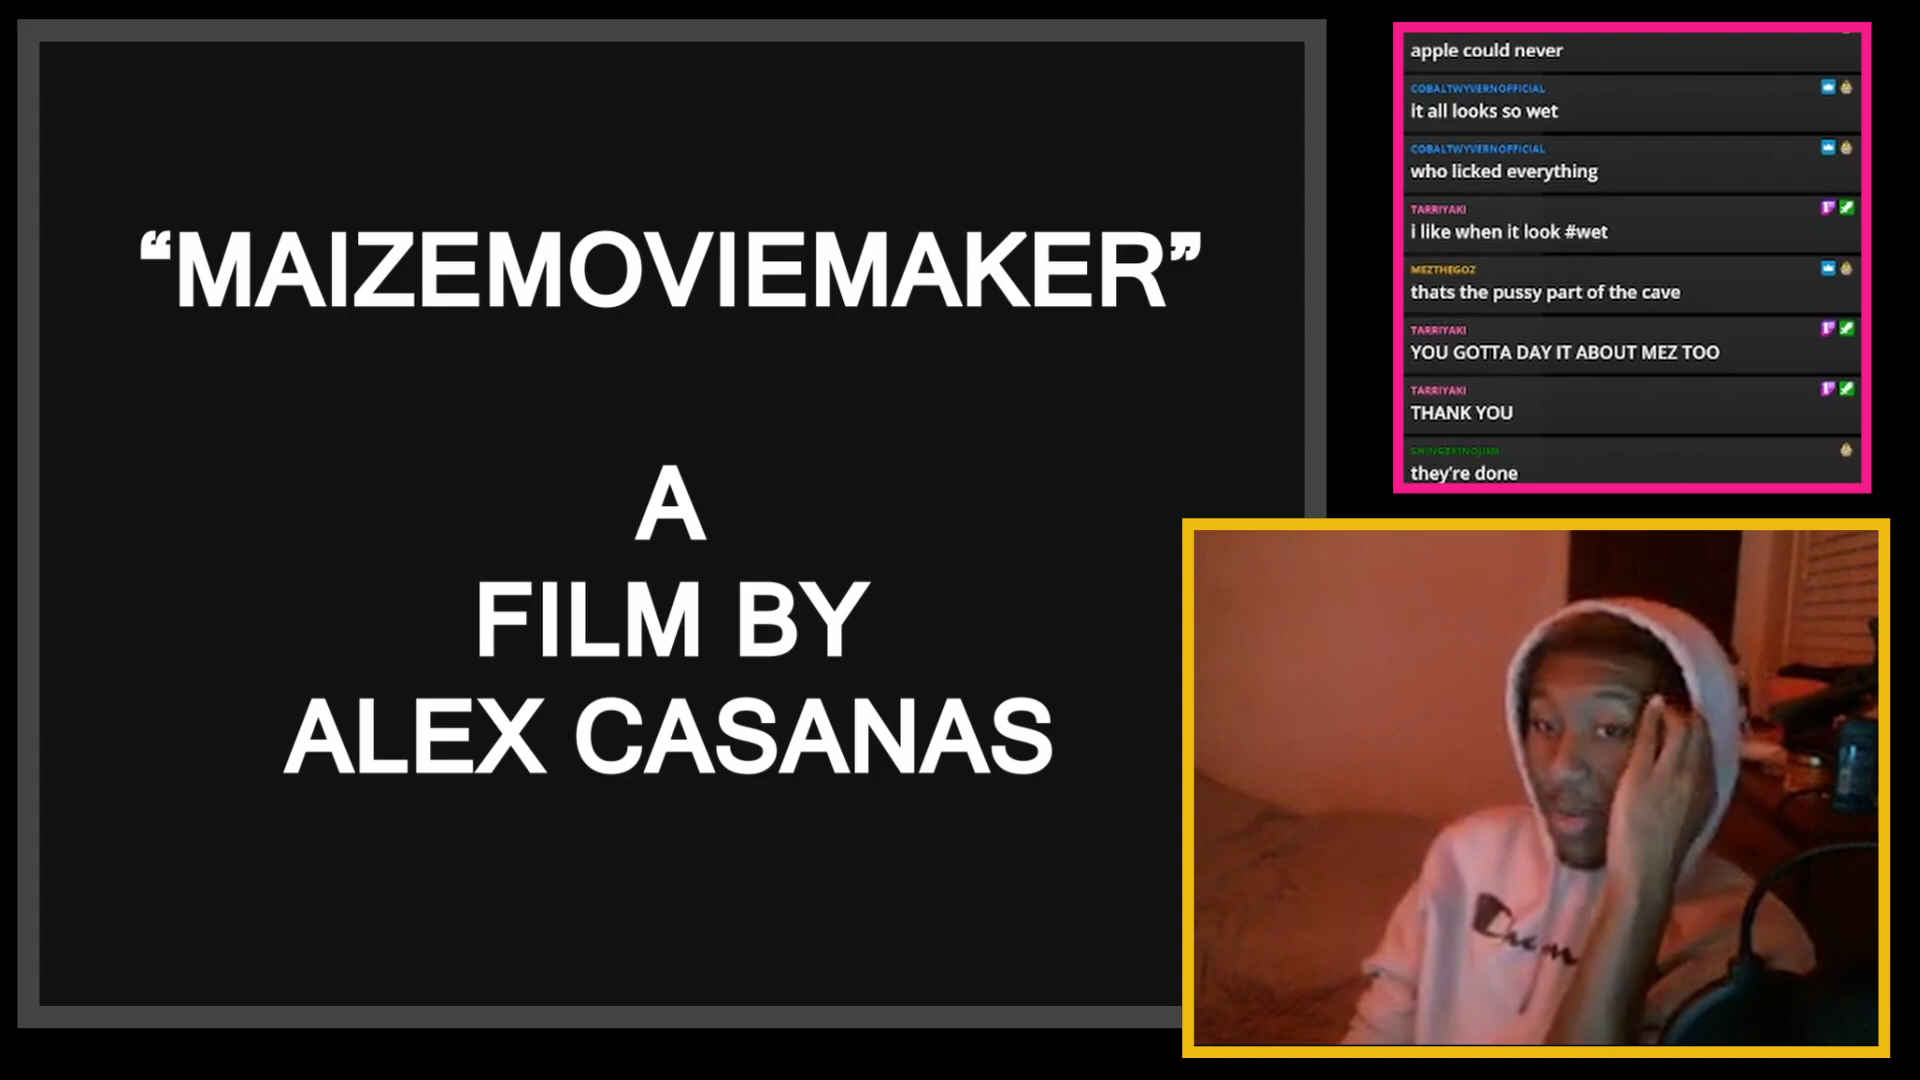 “MAIZEMOVIEMAKER”
A
FILM BY
ALEX CASANAS
apple could never
COBALTWYVERNOFFICIAL
it all looks so wet
COBALTWYVERNOFFICIAL
who licked everything
TARRIYAKI
i like when it look #wet
MEZTHEGOZ
thats the pussy part of the cave
TARRIYAKI
YOU GOTTA DAY IT ABOUT MEZ TOO
TARRIYAKI
THANK YOU
they’re done